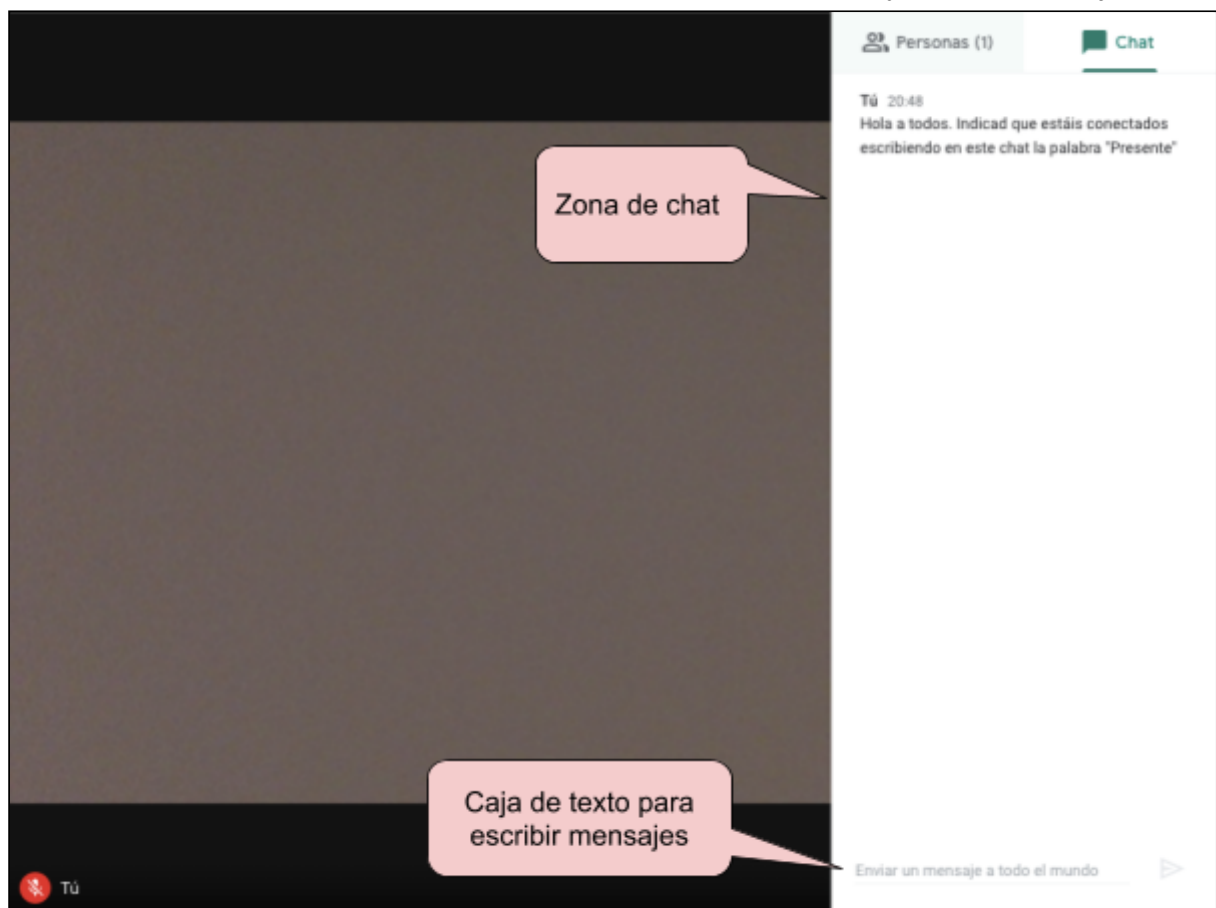 Personas (1)
Chat
Tú 20:48
Hola a todos. Indicad que estáis conectados
escribiendo en este chat la palabra "Presente"
Zona de chat
Caja de texto para
escribir mensajes
Enviar un mensaje a todo el mundo
Tú